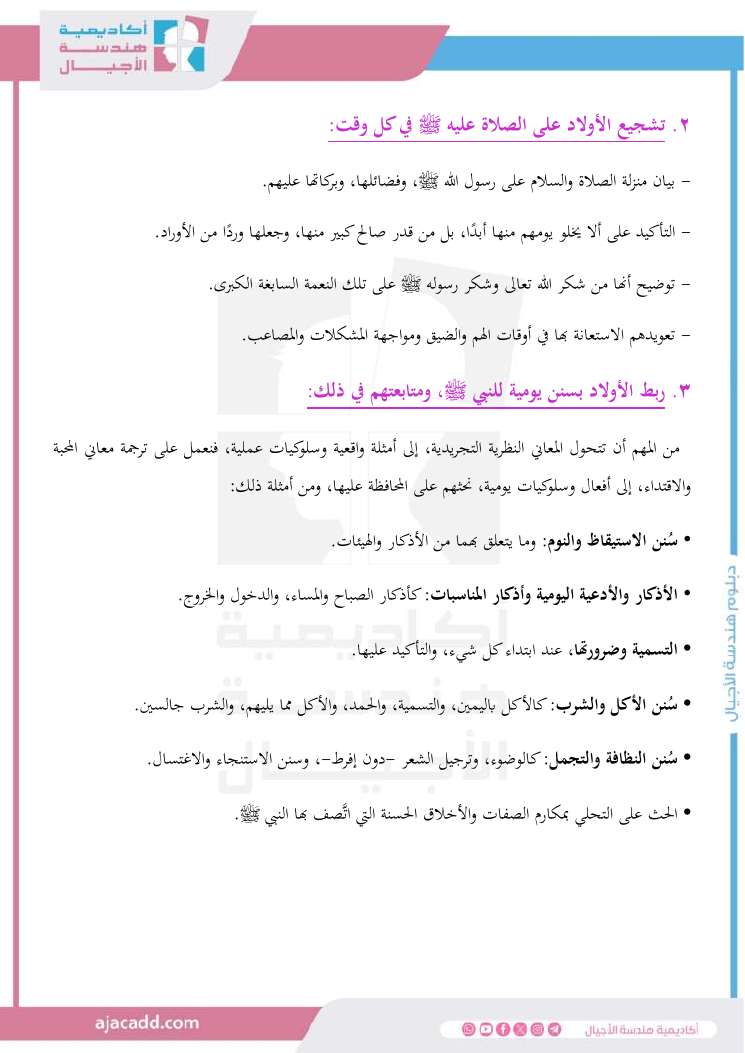 أكاديمية
هندسة
الأجيال
٢. تشجيع الأولاد على الصلاة عليه ﷺ في كل وقت:
- بيان منزلة الصلاة والسلام على رسول الله ﷺ، وفضائلها، وبركاتها عليهم.
- التأكيد على ألا يخلو يومهم منها أبدًا، بل من قدر صالح كبير منها، وجعلها وردًا من الأوراد.
- توضيح أنها من شكر الله تعالى وشكر رسوله ﷺ على تلك النعمة السابغة الكبرى.
- تعويدهم الاستعانة بها في أوقات الهم والضيق ومواجهة المشكلات والمصاعب.
٣. ربط الأولاد بسنن يومية للنبي ﷺ، ومتابعتهم في ذلك:
من المهم أن تتحول المعاني النظرية التجريدية، إلى أمثلة واقعية وسلوكيات عملية، فنعمل على ترجمة معاني المحبة
والاقتداء، إلى أفعال وسلوكيات يومية، نحثهم على المحافظة عليها، ومن أمثلة ذلك:
• سُنن الاستيقاظ والنوم: وما يتعلق بهما من الأذكار والهيئات.
• الأذكار والأدعية اليومية وأذكار المناسبات: كأذكار الصباح والمساء، والدخول والخروج.
• التسمية وضرورتها، عند ابتداء كل شيء، والتأكيد عليها.
• سُنن الأكل والشرب: كالأكل باليمين، والتسمية، والحمد، والأكل مما يليهم، والشرب جالسين.
• سُنن النظافة والتجمل: كالوضوء، وترجيل الشعر -دون إفرط-، وسنن الاستنجاء والاغتسال.
• الحث على التحلي بمكارم الصفات والأخلاق الحسنة التي اتَّصف بها النبي ﷺ.
دبلوم هندسة الأجيال
أكاديمية
هندسة
الأجيال
أكاديمية هندسة الأجيال
ajacadd.com